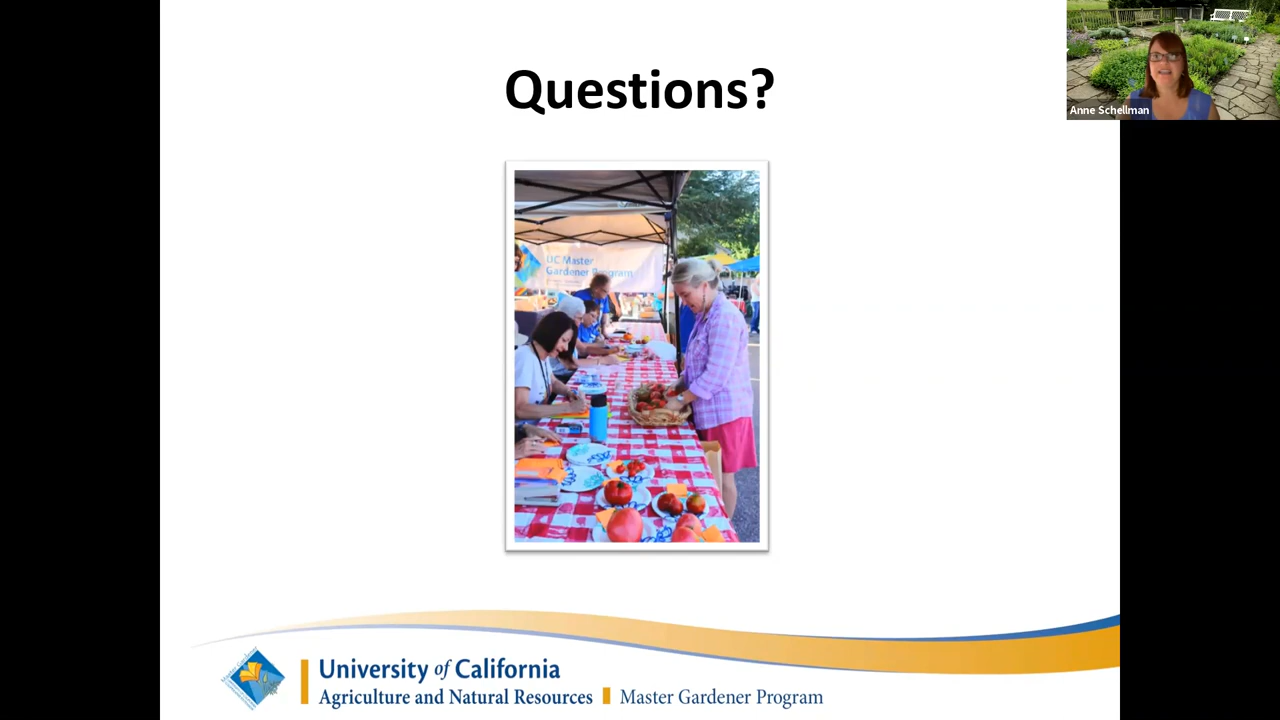 Questions?
Anne Schellman
UC Master
Gardener Program
University of California
Agriculture and Natural Resources Master Gardener Program